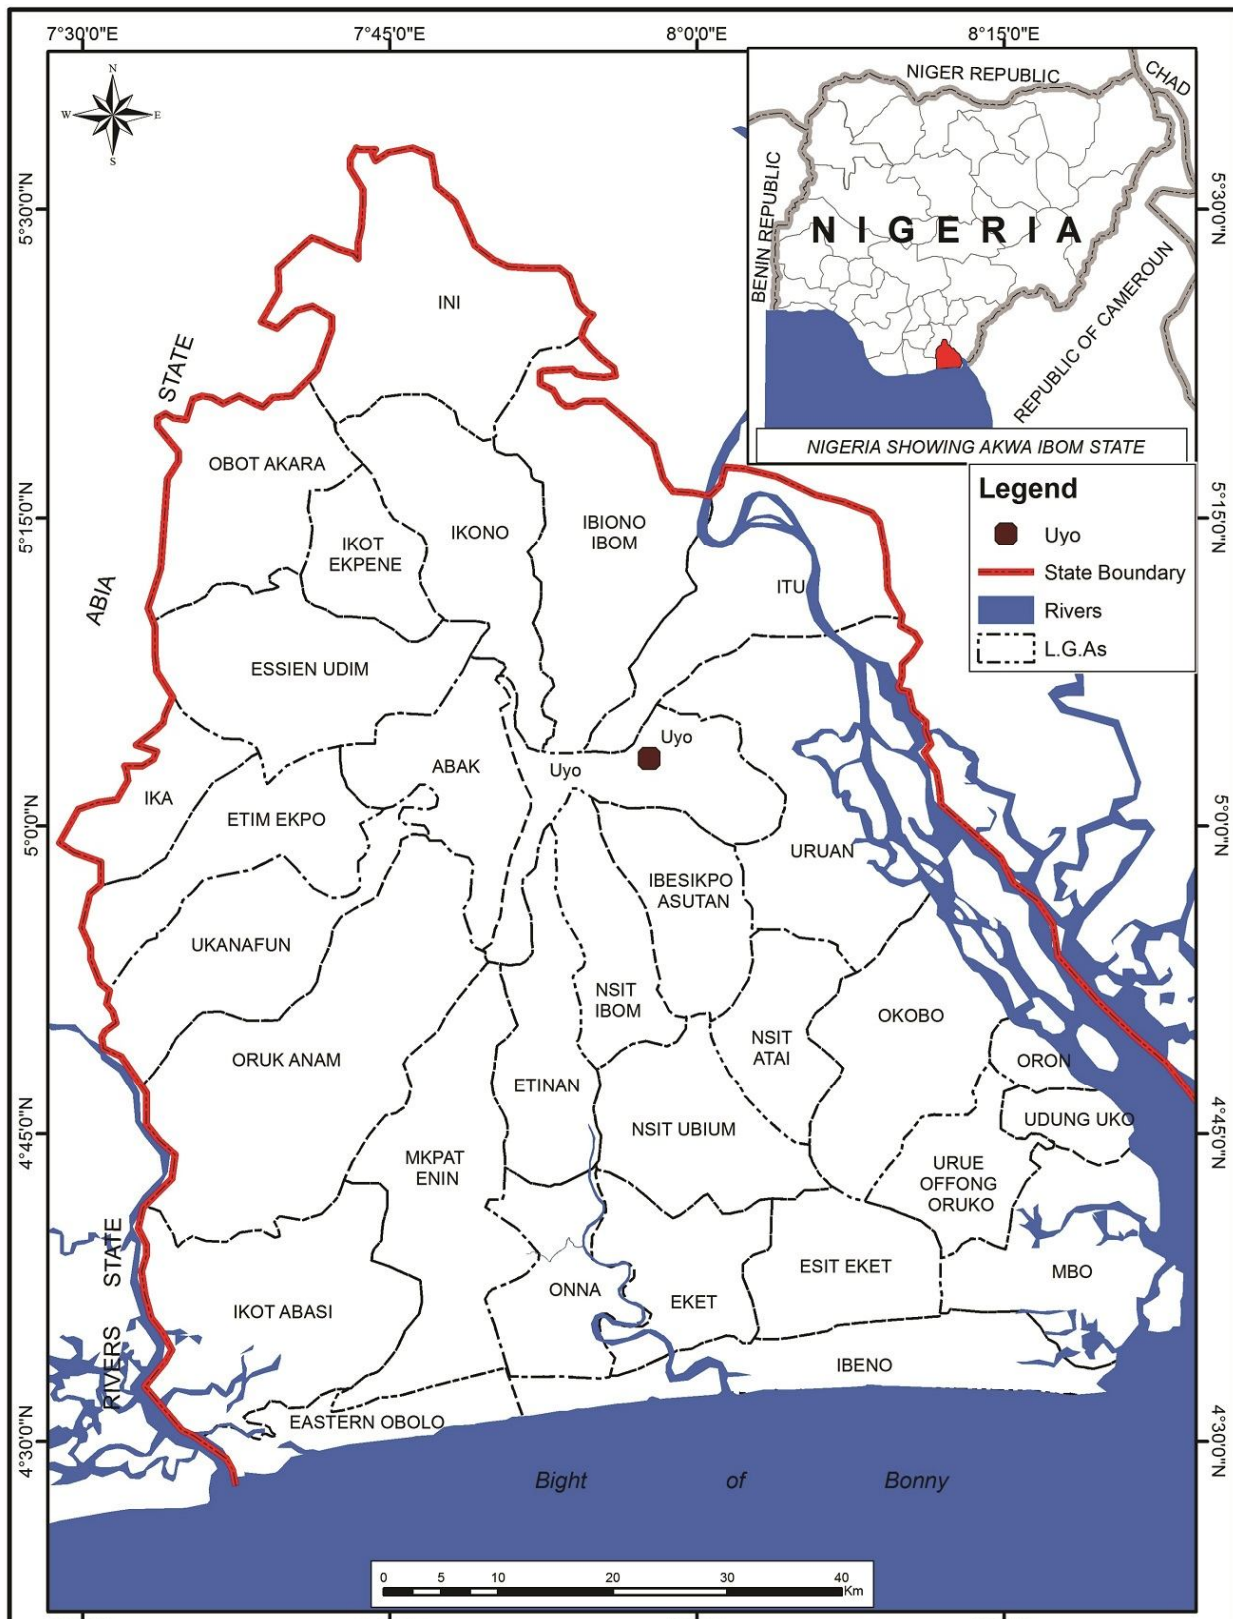 7°30'0"E
7°45'0"E
8°0'0"E
8°15'0"E
N
W
E
S
NIGER REPUBLIC
CHAD
BENIN REPUBLIC
NIGERIA
REPUBLIC OF CAMEROUN
NIGERIA SHOWING AKWA IBOM STATE
Legend
Uyo
State Boundary
Rivers
L.G.As
5°30'0"N
5°30'0"N
5°15'0"N
5°15'0"N
5°0'0"N
5°0'0"N
4°45'0"N
4°45'0"N
4°30'0"N
4°30'0"N
ABIA STATE
RIVERS STATE
INI
OBOT AKARA
IKOT
EKPENE
IKONO
IBIONO
IBOM
ITU
ESSIEN UDIM
ABAK
Uyo
Uyo
IKA
ETIM EKPO
URUAN
IBESIKPO
ASUTAN
UKANAFUN
NSIT
IBOM
OKOBO
NSIT
ATAI
ORUK ANAM
ORON
ETINAN
UDUNG UKO
NSIT UBIUM
MKPAT
ENIN
URUE
OFFONG
ORUKO
ESIT EKET
MBO
ONNA
EKET
IKOT ABASI
IBENO
EASTERN OBOLO
Bight of Bonny
0 5 10 20 30 40
Km